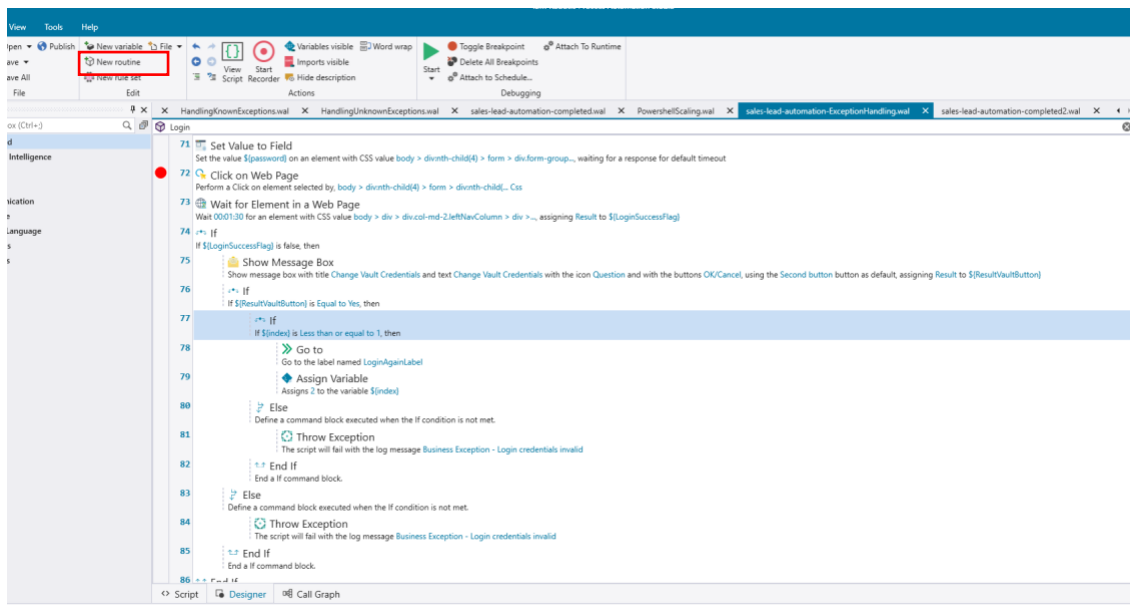 View Tools Help
Publish New variable File Variables visible Word wrap Toggle Breakpoint Attach To Runtime
New routine Imports visible Delete All Breakpoints
All New rule set View Script Start Recorder Hide description Start Attach to Schedule...
File Edit Actions Debugging
HandlingKnownExceptions.wal HandlingUnknownExceptions.wal sales-lead-automation-completed.wal PowershellScaling.wal sales-lead-automation-ExceptionHandling.wal sales-lead-automation-completed2.wal
(Ctrl+;) Login
71 Set Value to Field
Set the value ${password} on an element with CSS value body > div:nth-child(4) > form > div.form-group..., waiting for a response for default timeout
Intelligence
72 Click on Web Page
Perform a Click on element selected by, body > div:nth-child(4) > form > div:nth-child(... Css
73 Wait for Element in a Web Page
Wait 00:01:30 for an element with CSS value body > div > div.col-md-2.leftNavColumn > div >..., assigning Result to ${LoginSuccessFlag}
Language
74 If
If ${LoginSuccessFlag} is false, then
75 Show Message Box
Show message box with title Change Vault Credentials and text Change Vault Credentials with the icon Question and with the buttons OK/Cancel, using the Second button button as default, assigning Result to ${ResultVaultButton}
76 If
If ${ResultVaultButton} is Equal to Yes, then
77 If
If ${index} is Less than or equal to 1, then
78 Go to
Go to the label named LoginAgainLabel
79 Assign Variable
Assigns 2 to the variable ${index}
80 Else
Define a command block executed when the If condition is not met.
81 Throw Exception
The script will fail with the log message Business Exception - Login credentials invalid
82 End If
End a If command block.
83 Else
Define a command block executed when the If condition is not met.
84 Throw Exception
The script will fail with the log message Business Exception - Login credentials invalid
85 End If
End a If command block.
86 End If
Script Designer Call Graph